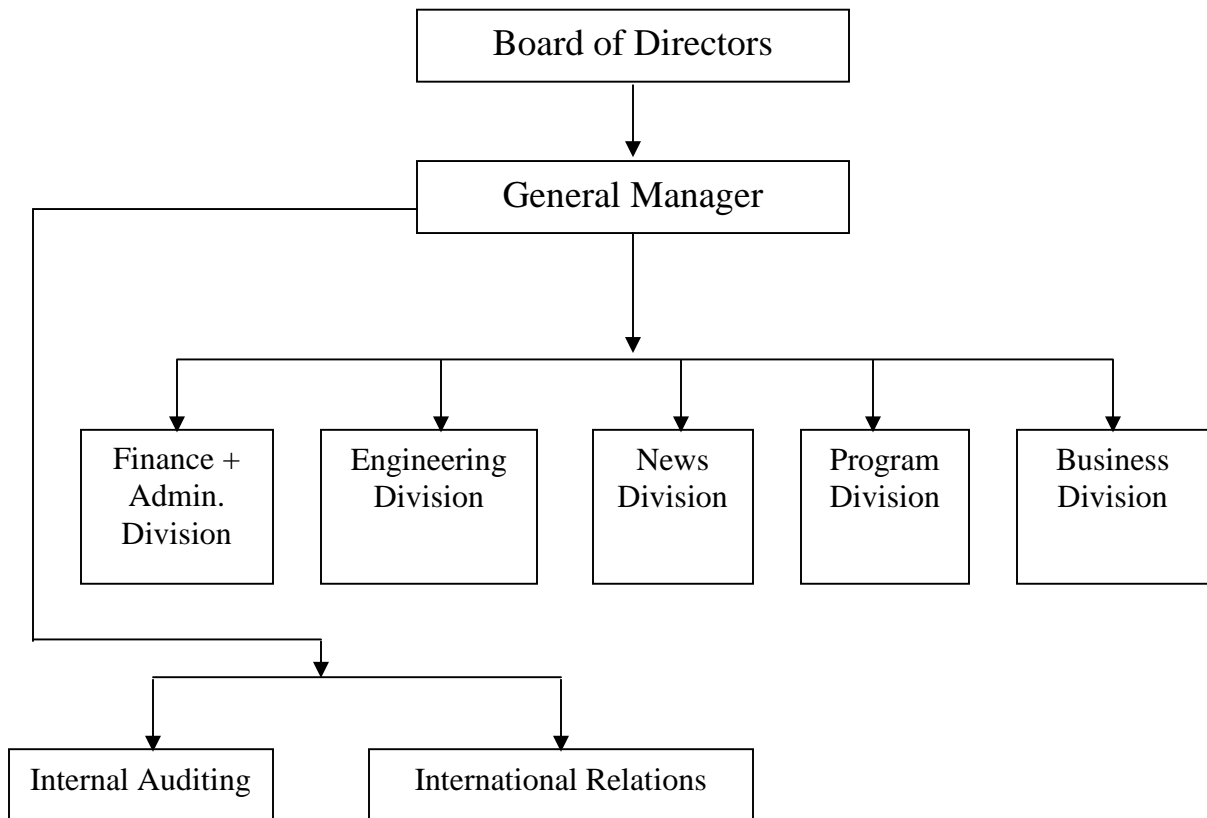 Board of Directors
General Manager
Finance +
Admin.
Division
Engineering
Division
News
Division
Program
Division
Business
Division
Internal Auditing
International Relations